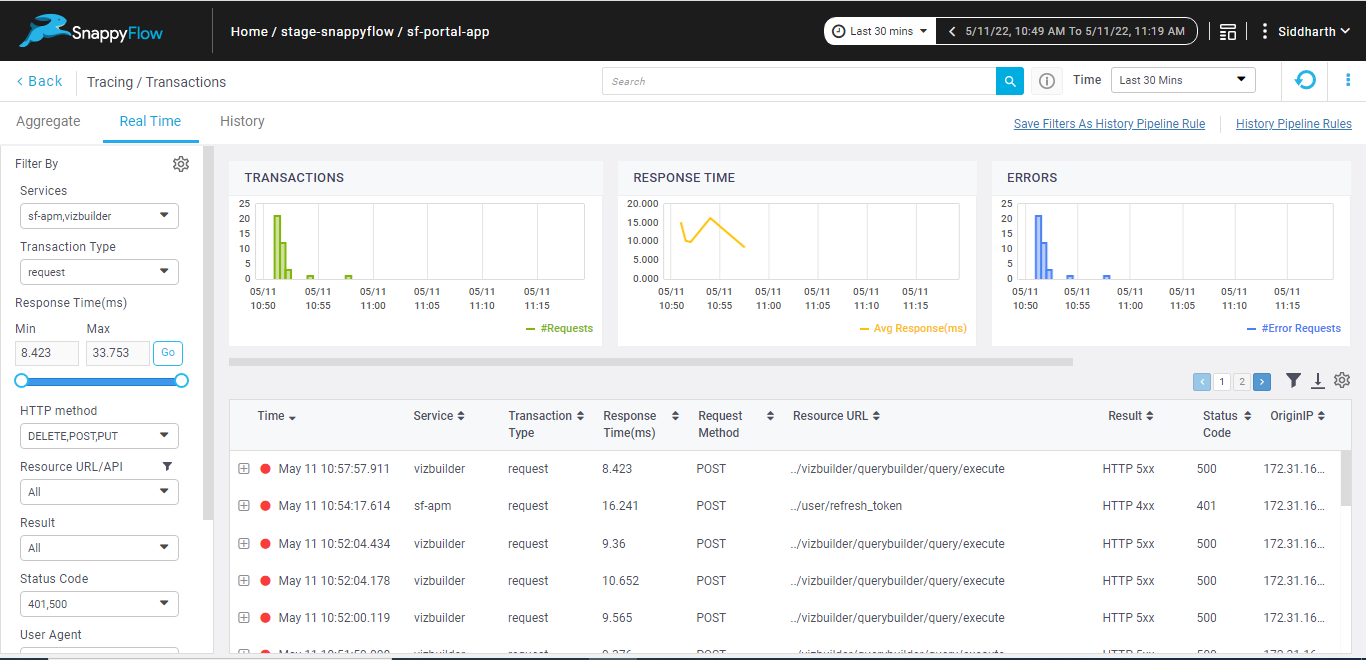 SnappyFlow
Home / stage-snappyflow / sf-portal-app
Last 30 mins
5/11/22, 10:49 AM To 5/11/22, 11:19 AM
Siddharth
Back
Tracing / Transactions
Search
Time
Last 30 Mins
Aggregate
Real Time
History
Save Filters As History Pipeline Rule
History Pipeline Rules
Filter By
Services
sf-apm,vizbuilder
Transaction Type
request
Response Time(ms)
Min Max
8.423 33.753 Go
HTTP method
DELETE,POST,PUT
Resource URL/API
All
Result
All
Status Code
401,500
User Agent
TRANSACTIONS
25
20
15
10
5
0
05/11 05/11 05/11 05/11 05/11 05/11
10:50 10:55 11:00 11:05 11:10 11:15
#Requests
RESPONSE TIME
20.000
15.000
10.000
5.000
0.000
05/11 05/11 05/11 05/11 05/11 05/11
10:50 10:55 11:00 11:05 11:10 11:15
Avg Response(ms)
ERRORS
25
20
15
10
5
0
05/11 05/11 05/11 05/11 05/11 05/11
10:50 10:55 11:00 11:05 11:10 11:15
#Error Requests
1 2
Time Service Transaction Type Response Time(ms) Request Method Resource URL Result Status Code OriginIP
May 11 10:57:57.911 vizbuilder request 8.423 POST ../vizbuilder/querybuilder/query/execute HTTP 5xx 500 172.31.16...
May 11 10:54:17.614 sf-apm request 16.241 POST ../user/refresh_token HTTP 4xx 401 172.31.16...
May 11 10:52:04.434 vizbuilder request 9.36 POST ../vizbuilder/querybuilder/query/execute HTTP 5xx 500 172.31.16...
May 11 10:52:04.178 vizbuilder request 10.652 POST ../vizbuilder/querybuilder/query/execute HTTP 5xx 500 172.31.16...
May 11 10:52:00.119 vizbuilder request 9.565 POST ../vizbuilder/querybuilder/query/execute HTTP 5xx 500 172.31.16...